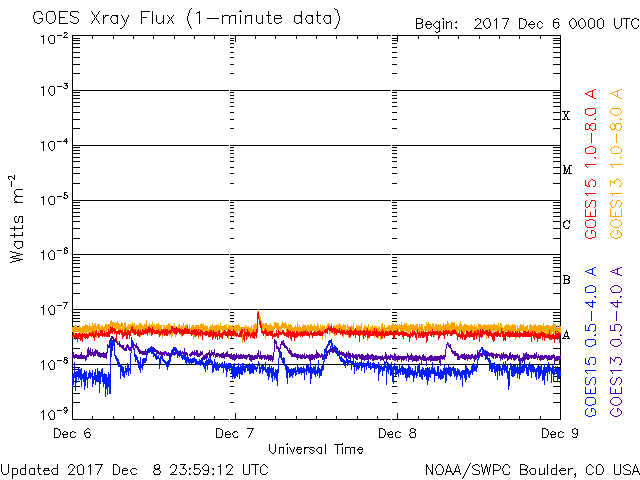 GOES Xray Flux (1-minute data)
Begin: 2017 Dec 6 0000 UTC
Watts m⁻²
10⁻²
10⁻³
10⁻⁴
10⁻⁵
10⁻⁶
10⁻⁷
10⁻⁸
10⁻⁹
X
M
C
B
A
GOES15 1.0-8.0 A
GOES13 1.0-8.0 A
GOES15 0.5-4.0 A
GOES13 0.5-4.0 A
Dec 6 Dec 7 Dec 8 Dec 9
Universal Time
Updated 2017 Dec 8 23:59:12 UTC
NOAA/SWPC Boulder, CO USA